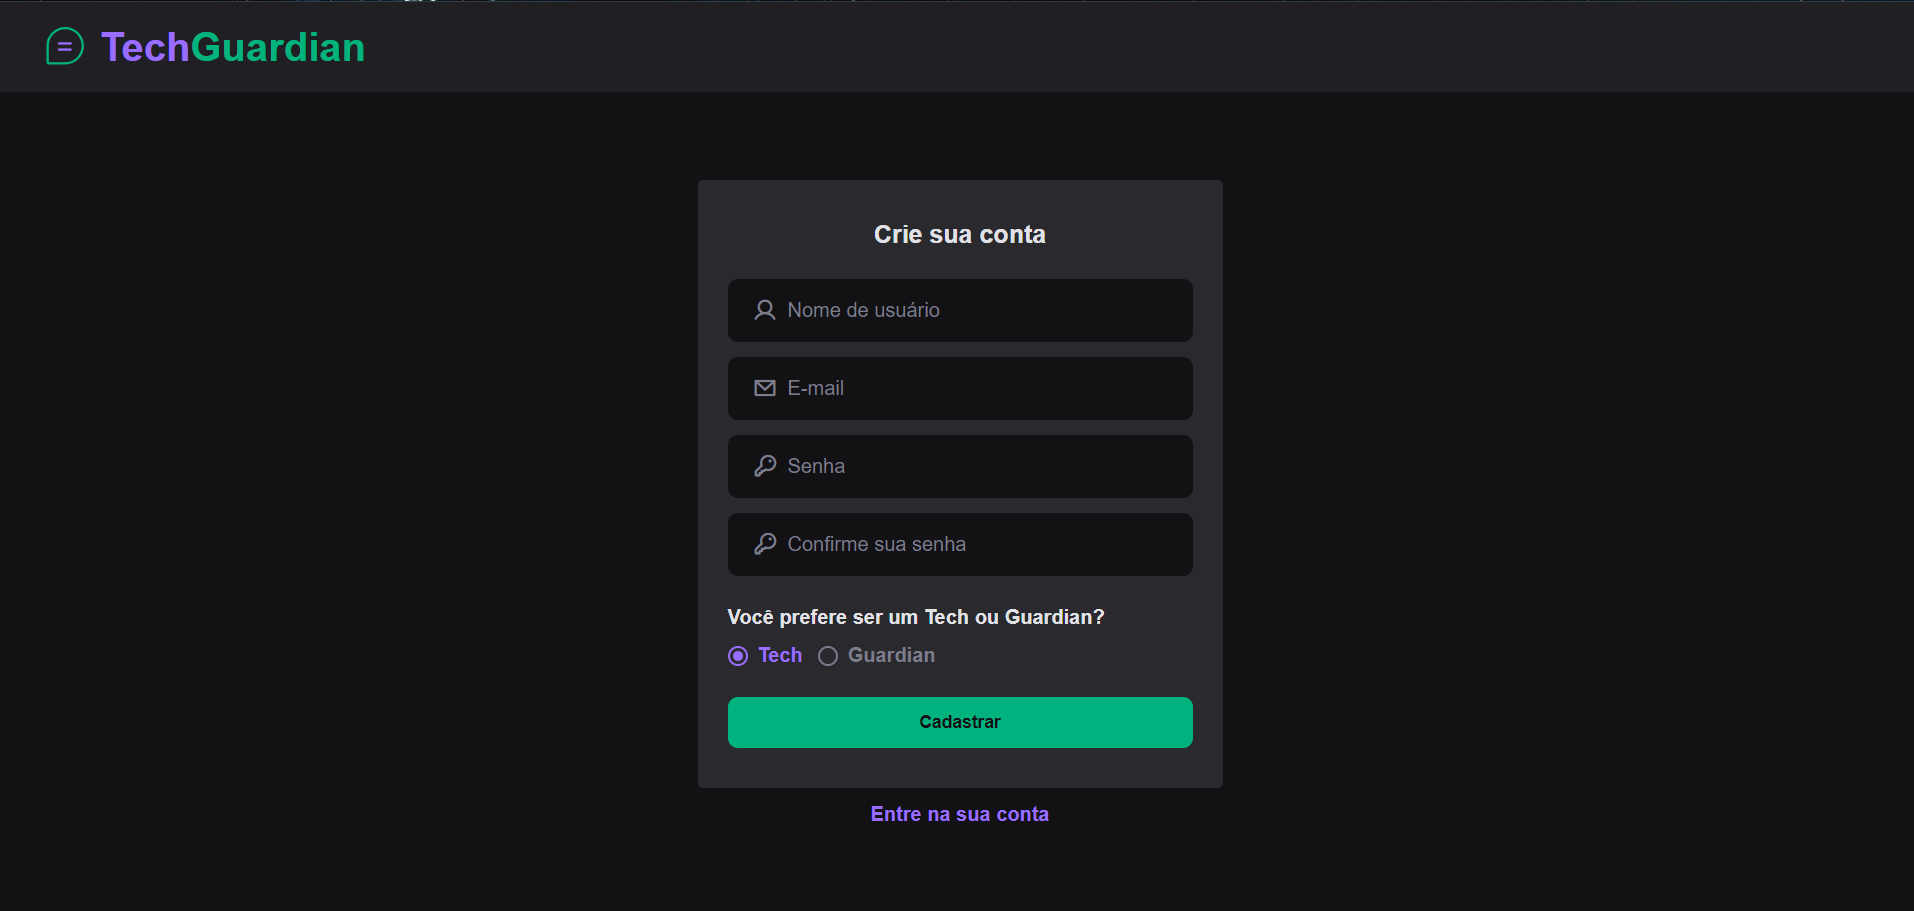 TechGuardian
Crie sua conta
Nome de usuário
E-mail
Senha
Confirme sua senha
Você prefere ser um Tech ou Guardian?
Tech Guardian
Cadastrar
Entre na sua conta